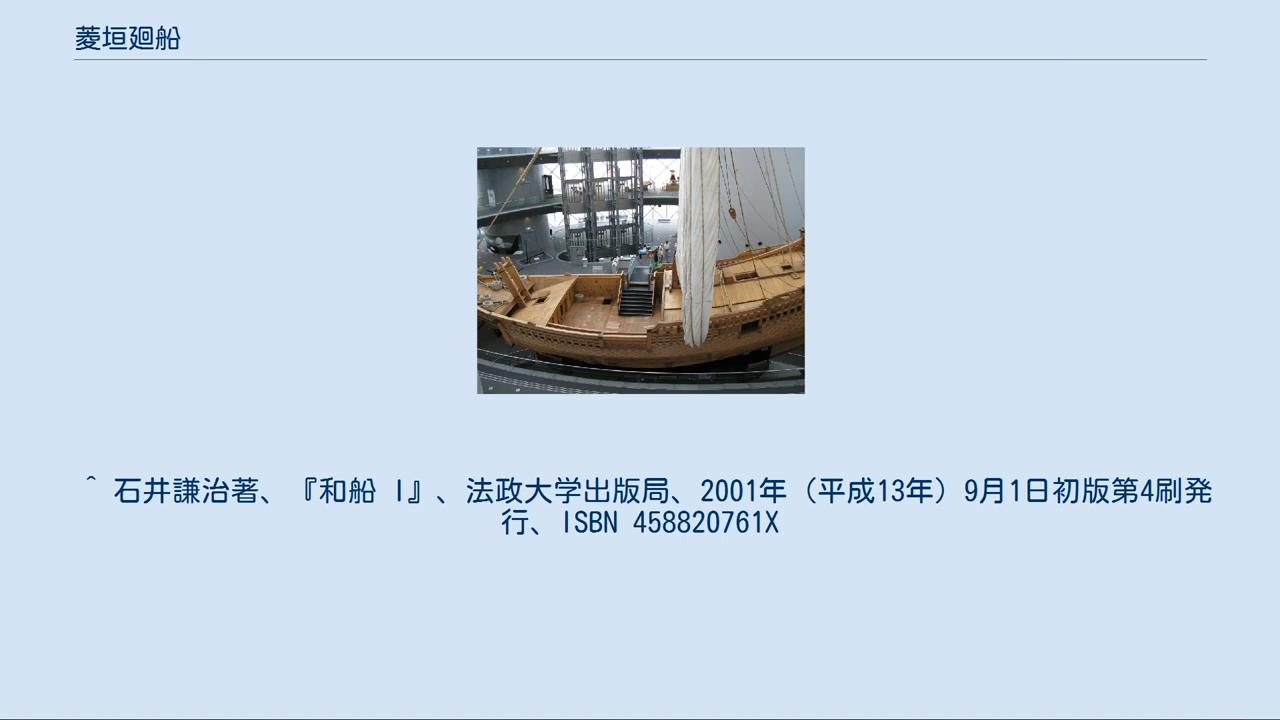 菱垣廻船
^ 石井謙治著、『和船 I』、法政大学出版局、2001年（平成13年）9月1日初版第4刷発
行、ISBN 458820761X